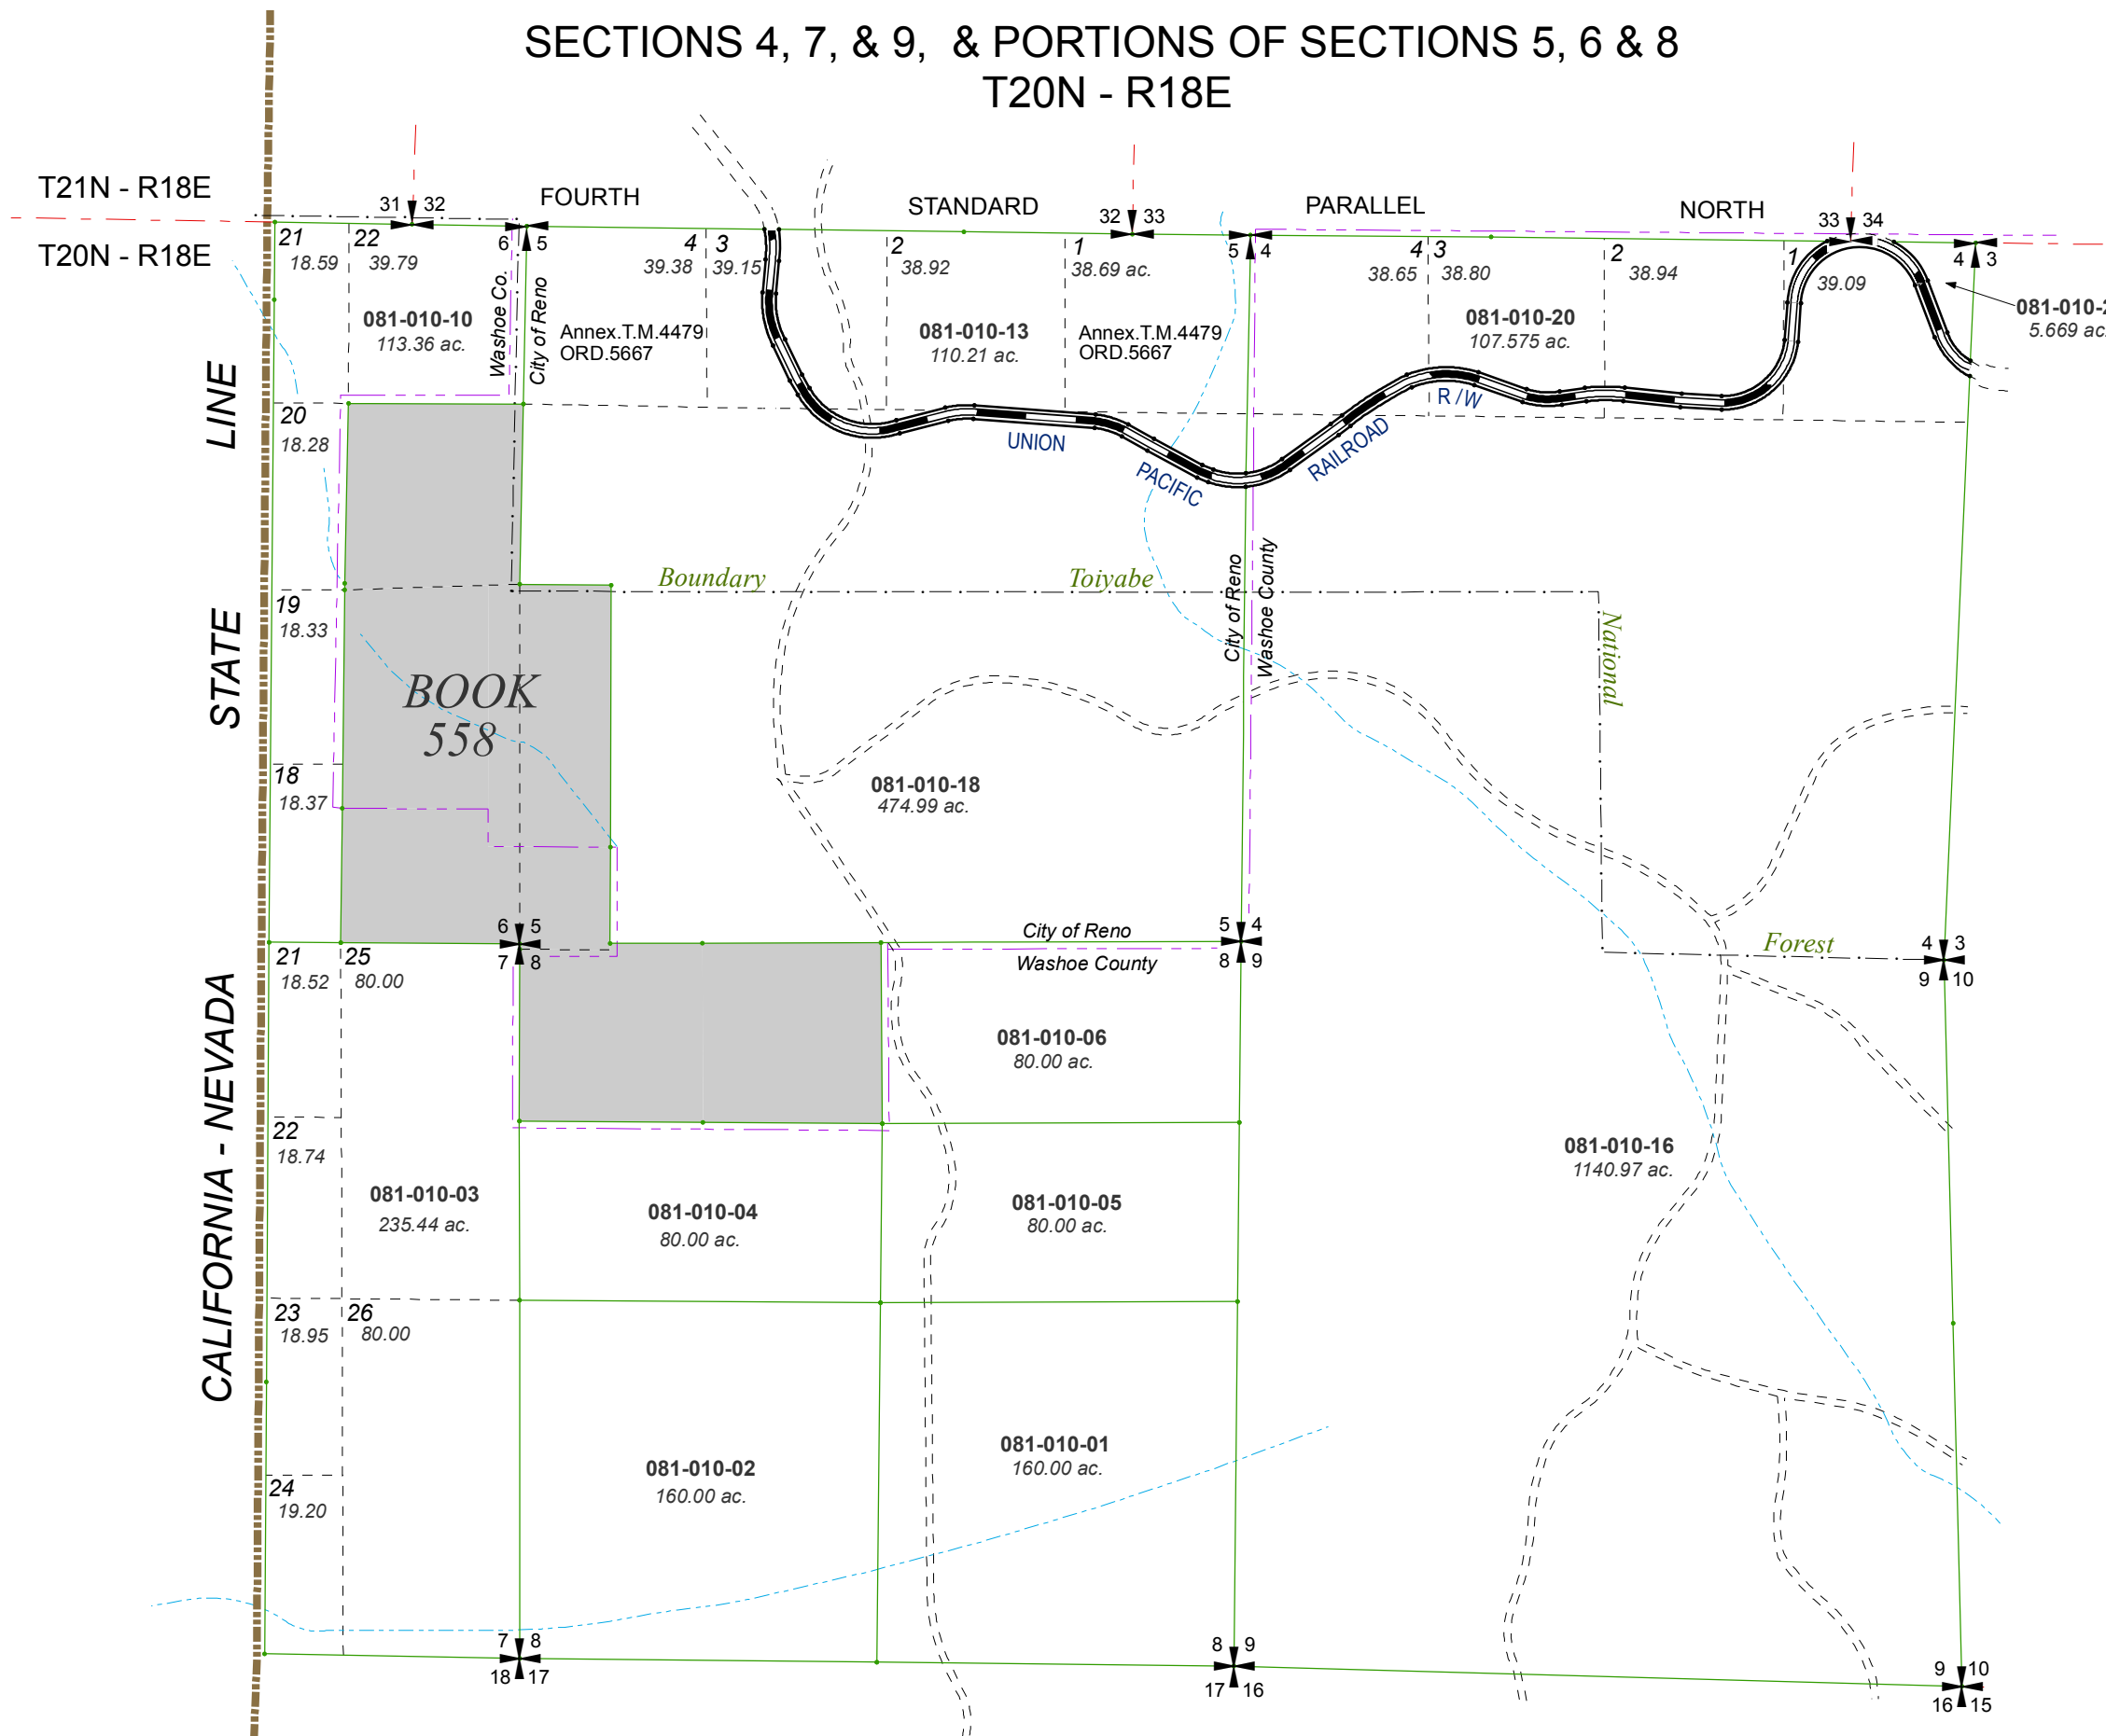 SECTIONS 4, 7, & 9, & PORTIONS OF SECTIONS 5, 6 & 8
T20N - R18E
T21N - R18E
T20N - R18E
31 32
FOURTH
STANDARD
32 33
PARALLEL
NORTH
33 34
21
18.59
22
39.79
6 5
4
39.38
3
39.15
2
38.92
1
38.69 ac.
5 4
4
38.65
3
38.80
2
38.94
1
39.09
4 3
081-010-10
113.36 ac.
Washoe Co.
City of Reno
Annex.T.M.4479
ORD.5667
081-010-13
110.21 ac.
Annex.T.M.4479
ORD.5667
081-010-20
107.575 ac.
081-010-2
5.669 ac.
R /W
UNION
PACIFIC
RAILROAD
20
18.28
19
18.33
18
18.37
Boundary
Toiyabe
National
Forest
City of Reno
Washoe County
BOOK
558
081-010-18
474.99 ac.
6 5
7 8
City of Reno
Washoe County
5 4
8 9
4 3
9 10
21
18.52
25
80.00
081-010-06
80.00 ac.
22
18.74
081-010-03
235.44 ac.
081-010-04
80.00 ac.
081-010-05
80.00 ac.
081-010-16
1140.97 ac.
23
18.95
26
80.00
24
19.20
081-010-02
160.00 ac.
081-010-01
160.00 ac.
7 8
18 17
8 9
17 16
9 10
16 15
CALIFORNIA - NEVADA
STATE
LINE